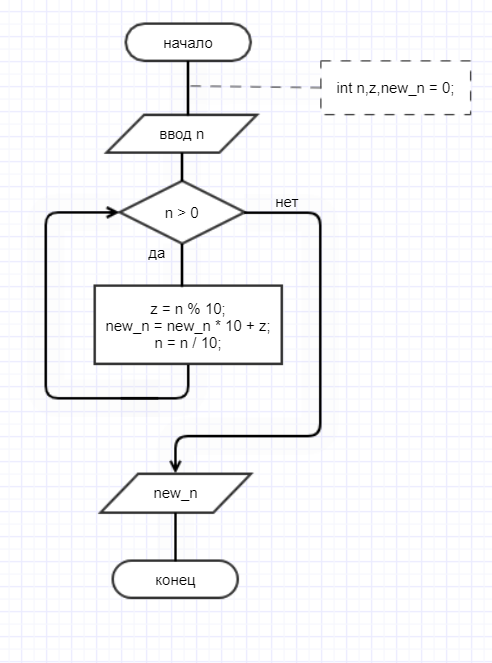 начало
int n,z,new_n = 0;
ввод n
n > 0
нет
да
z = n % 10;
new_n = new_n * 10 + z;
n = n / 10;
new_n
конец